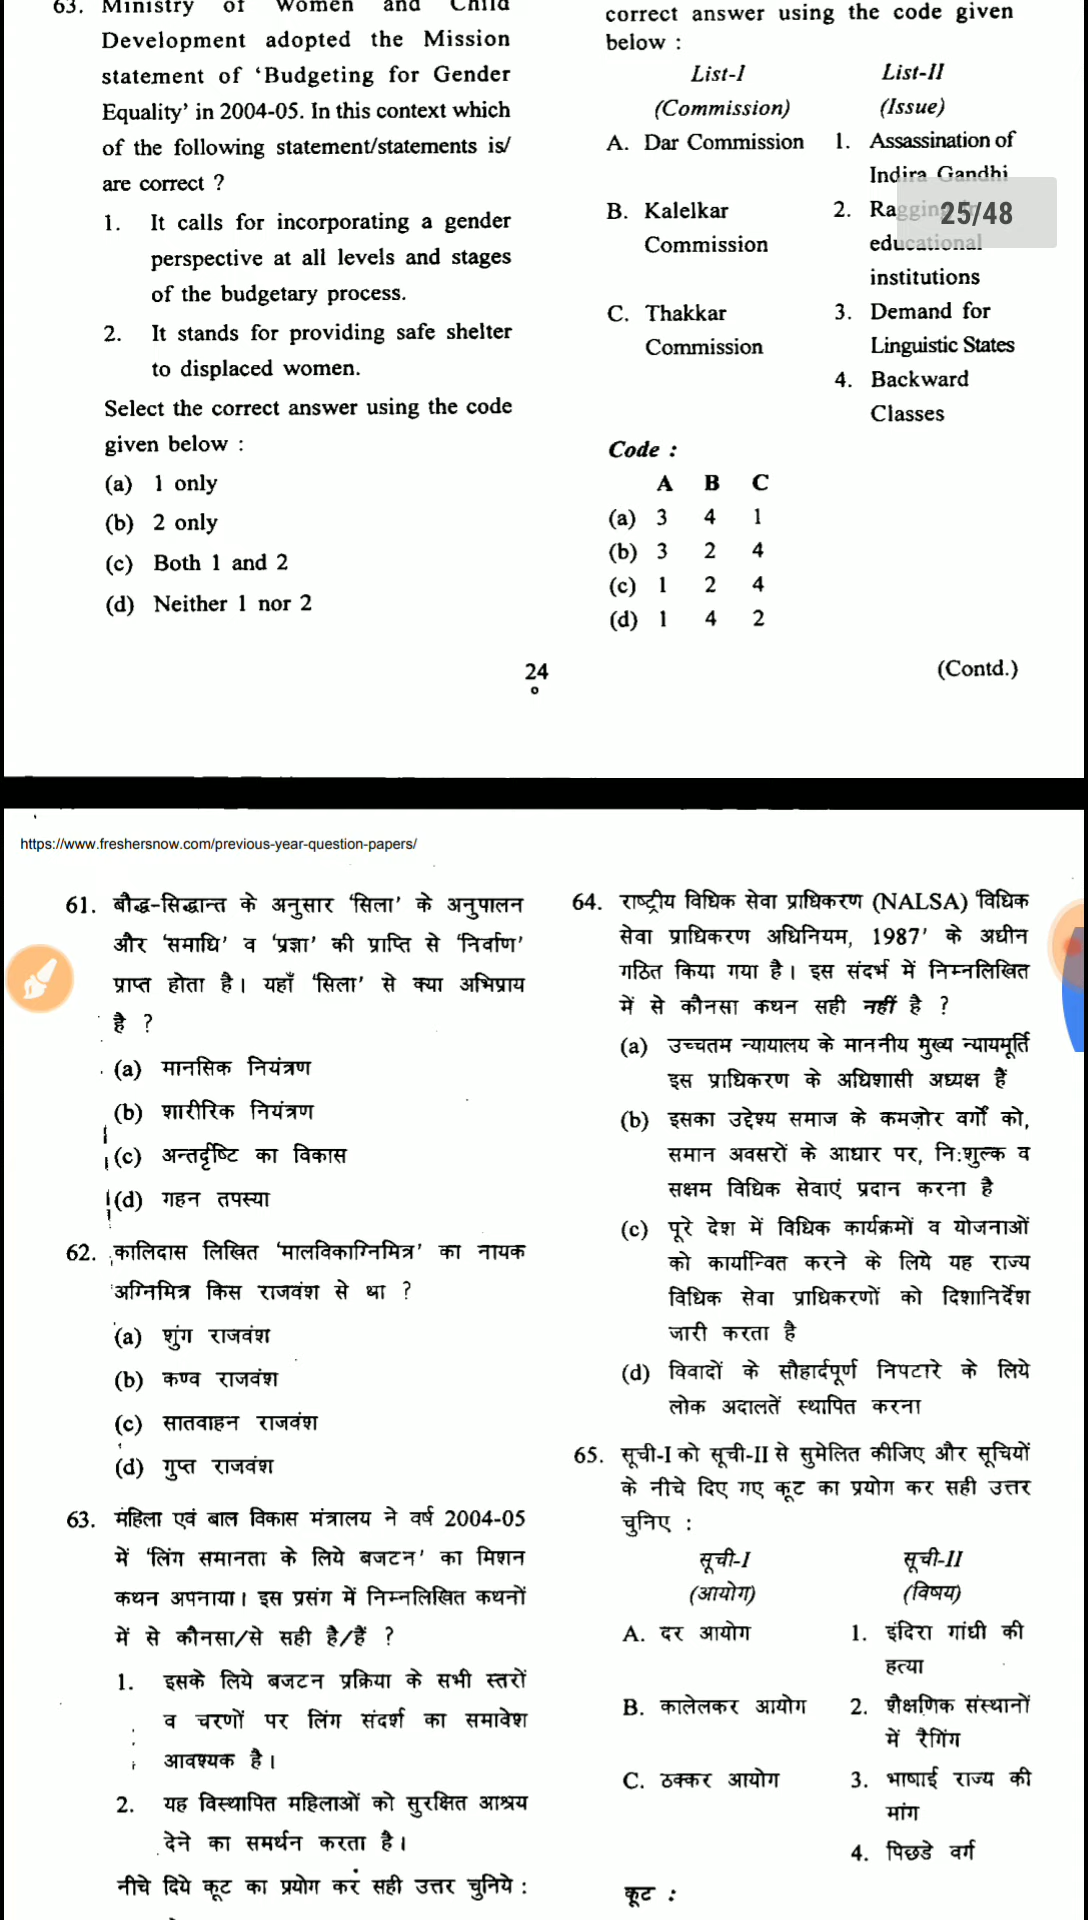 63. Ministry of Women and Child
Development adopted the Mission
statement of ‘Budgeting for Gender
Equality’ in 2004-05. In this context which
of the following statement/statements is/
are correct ?
1. It calls for incorporating a gender
perspective at all levels and stages
of the budgetary process.
2. It stands for providing safe shelter
to displaced women.
Select the correct answer using the code
given below :
(a) 1 only
(b) 2 only
(c) Both 1 and 2
(d) Neither 1 nor 2
correct answer using the code given
below :
List-I List-II
(Commission) (Issue)
A. Dar Commission 1. Assassination of
Indira Gandhi
B. Kalelkar 2. Ragging in
Commission educational
institutions
C. Thakkar 3. Demand for
Commission Linguistic States
4. Backward
Classes
25/48
Code :
A B C
(a) 3 4 1
(b) 3 2 4
(c) 1 2 4
(d) 1 4 2
24
(Contd.)
https://www.freshersnow.com/previous-year-question-papers/
61. बौद्ध-सिद्धान्त के अनुसार ‘सिला’ के अनुपालन
और ‘समाधि’ व ‘प्रज्ञा’ की प्राप्ति से ‘निर्वाण’
प्राप्त होता है। यहाँ ‘सिला’ से क्या अभिप्राय
है ?
(a) मानसिक नियंत्रण
(b) शारीरिक नियंत्रण
(c) अन्तर्दृष्टि का विकास
(d) गहन तपस्या
62. कालिदास लिखित ‘मालविकाग्निमित्र’ का नायक
अग्निमित्र किस राजवंश से था ?
(a) शुंग राजवंश
(b) कण्व राजवंश
(c) सातवाहन राजवंश
(d) गुप्त राजवंश
63. महिला एवं बाल विकास मंत्रालय ने वर्ष 2004-05
में ‘लिंग समानता के लिये बजटन’ का मिशन
कथन अपनाया। इस प्रसंग में निम्नलिखित कथनों
में से कौनसा/से सही है/हैं ?
1. इसके लिये बजटन प्रक्रिया के सभी स्तरों
व चरणों पर लिंग संदर्श का समावेश
आवश्यक है।
2. यह विस्थापित महिलाओं को सुरक्षित आश्रय
देने का समर्थन करता है।
नीचे दिये कूट का प्रयोग कर सही उत्तर चुनिये :
64. राष्ट्रीय विधिक सेवा प्राधिकरण (NALSA) ‘विधिक
सेवा प्राधिकरण अधिनियम, 1987’ के अधीन
गठित किया गया है। इस संदर्भ में निम्नलिखित
में से कौनसा कथन सही नहीं है ?
(a) उच्चतम न्यायालय के माननीय मुख्य न्यायमूर्ति
इस प्राधिकरण के अधिशासी अध्यक्ष हैं
(b) इसका उद्देश्य समाज के कमज़ोर वर्गों को,
समान अवसरों के आधार पर, नि:शुल्क व
सक्षम विधिक सेवाएं प्रदान करना है
(c) पूरे देश में विधिक कार्यक्रमों व योजनाओं
को कार्यान्वित करने के लिये यह राज्य
विधिक सेवा प्राधिकरणों को दिशानिर्देश
जारी करता है
(d) विवादों के सौहार्दपूर्ण निपटारे के लिये
लोक अदालतें स्थापित करना
65. सूची-I को सूची-II से सुमेलित कीजिए और सूचियों
के नीचे दिए गए कूट का प्रयोग कर सही उत्तर
चुनिए :
सूची-I सूची-II
(आयोग) (विषय)
A. दर आयोग 1. इंदिरा गांधी की
हत्या
B. कालेलकर आयोग 2. शैक्षणिक संस्थानों
में रैगिंग
C. ठक्कर आयोग 3. भाषाई राज्य की
मांग
4. पिछडे वर्ग
कूट :